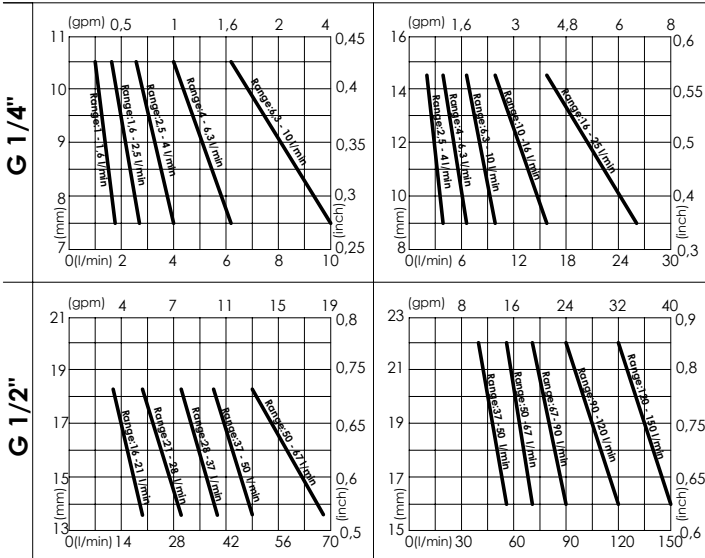 G 1/4"
(gpm) 0,5 1 1,6 2 4
11 10 9 8 7
(mm)
0,45 0,4 0,35 0,3 0,25
(inch)
Range:1 - 1,6 l/min
Range:1,6 - 2,5 l/min
Range:2,5 - 4 l/min
Range:4 - 6,3 l/min
Range:6,3 - 10 l/min
0(l/min) 2 4 6 8 10
(gpm) 1,6 3 4,8 6 8
16 14 12 10 8
(mm)
0,6 0,55 0,5 0,4 0,3
(inch)
Range:2,5 - 4 l/min
Range:4 - 6,3 l/min
Range:6,3 - 10 l/min
Range:10 -16 l/min
Range:16 - 25 l/min
0(l/min) 6 12 18 24 30
G 1/2"
(gpm) 4 7 11 15 19
21 19 17 15 13
(mm)
0,8 0,75 0,65 0,6 0,5
(inch)
Range:16 -21 l/min
Range:21 - 28 l/min
Range:28 -37 l/min
Range:37 - 50 l/min
Range:50 - 67 l/min
0(l/min) 14 28 42 56 70
(gpm) 8 16 24 32 40
23 21 19 17 15
(mm)
0,9 0,8 0,75 0,65 0,6
(inch)
Range:37 - 50 l/min
Range:50 -67 l/min
Range:67 - 90 l/min
Range:90 -120 l/min
Range:120 - 150 l/min
0(l/min) 30 60 90 120 150